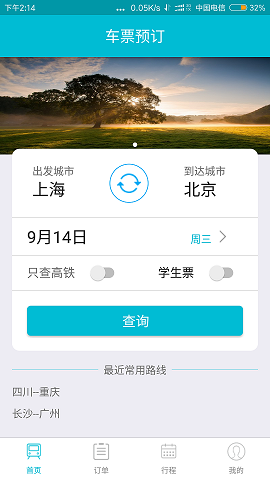 下午2:14 ... 0.05K/s 中国电信 32%
车票预订
出发城市 到达城市
上海 北京
9月14日 周三
只查高铁 学生票
查询
最近常用路线
四川--重庆
长沙--广州
首页 订单 行程 我的